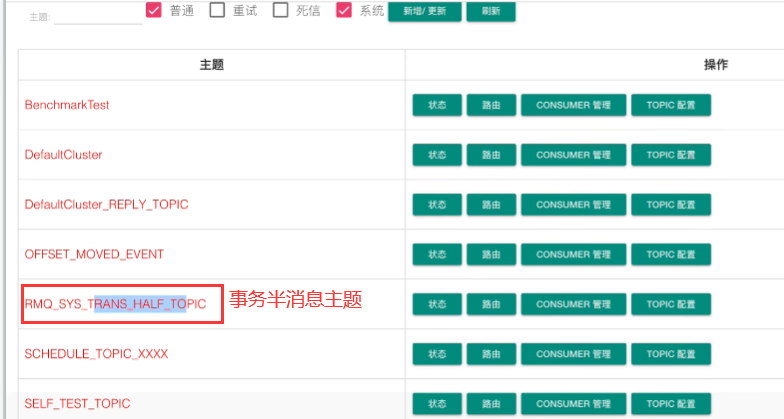 主题: 普通 重试 死信 系统 新增/ 更新 刷新
主题 操作
BenchmarkTest 状态 路由 CONSUMER 管理 TOPIC 配置
DefaultCluster 状态 路由 CONSUMER 管理 TOPIC 配置
DefaultCluster_REPLY_TOPIC 状态 路由 CONSUMER 管理 TOPIC 配置
OFFSET_MOVED_EVENT 状态 路由 CONSUMER 管理 TOPIC 配置
RMQ_SYS_TRANS_HALF_TOPIC 事务半消息主题 状态 路由 CONSUMER 管理 TOPIC 配置
SCHEDULE_TOPIC_XXXX 状态 路由 CONSUMER 管理 TOPIC 配置
SELF_TEST_TOPIC 状态 路由 CONSUMER 管理 TOPIC 配置